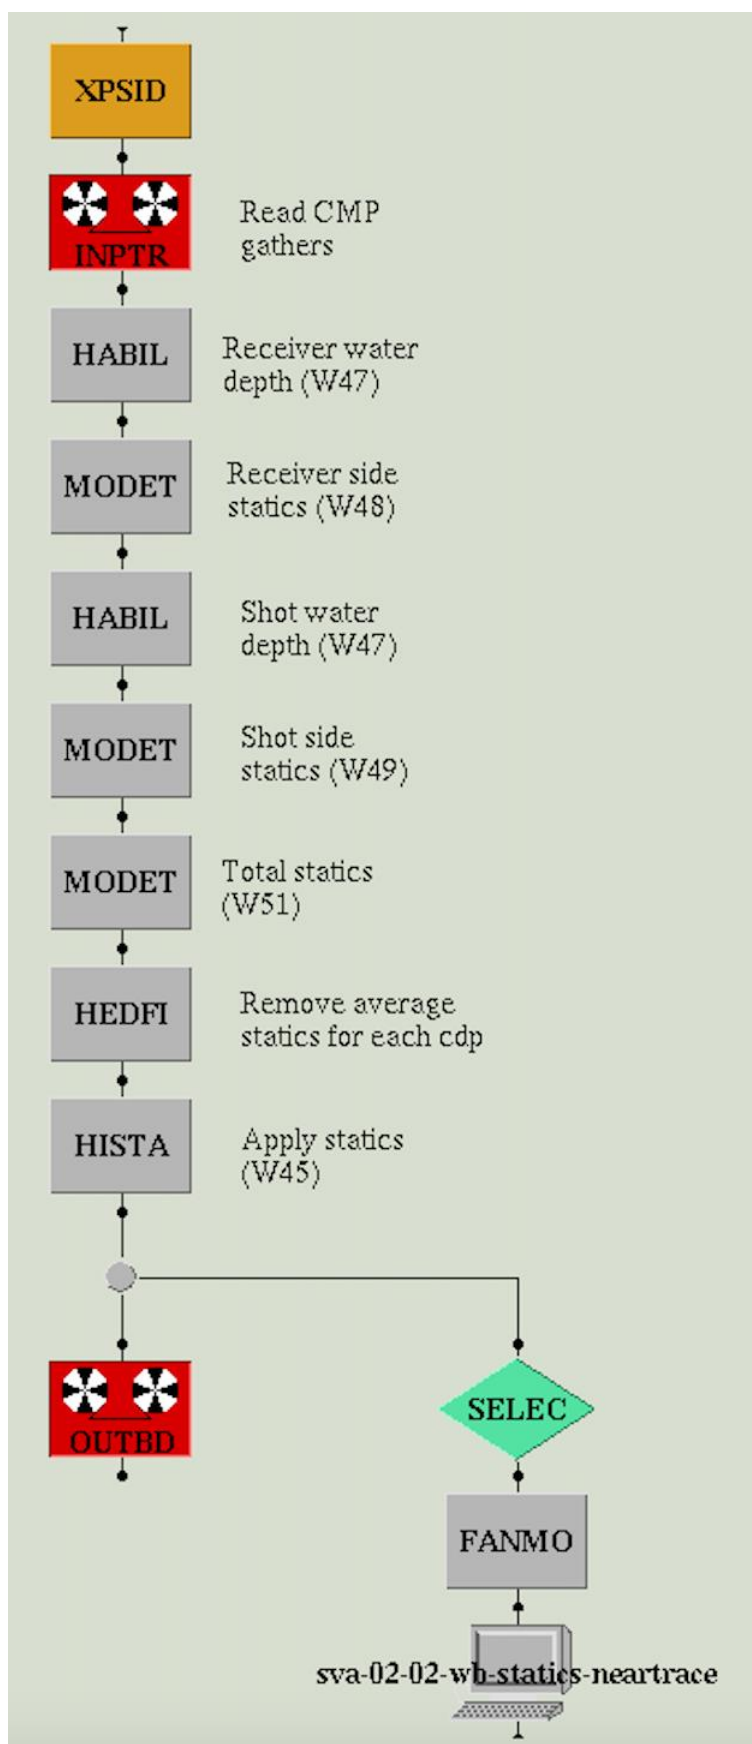 XPSID
INPTR
Read CMP
gathers
HABIL
Receiver water
depth (W47)
MODET
Receiver side
statics (W48)
HABIL
Shot water
depth (W47)
MODET
Shot side
statics (W49)
MODET
Total statics
(W51)
HEDFI
Remove average
statics for each cdp
HISTA
Apply statics
(W45)
OUTBD
SELEC
FANMO
sva-02-02-wb-statics-neartrace